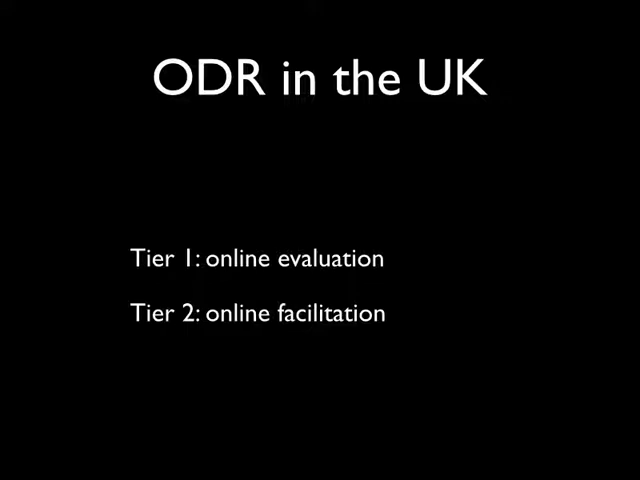 ODR in the UK
Tier 1: online evaluation
Tier 2: online facilitation